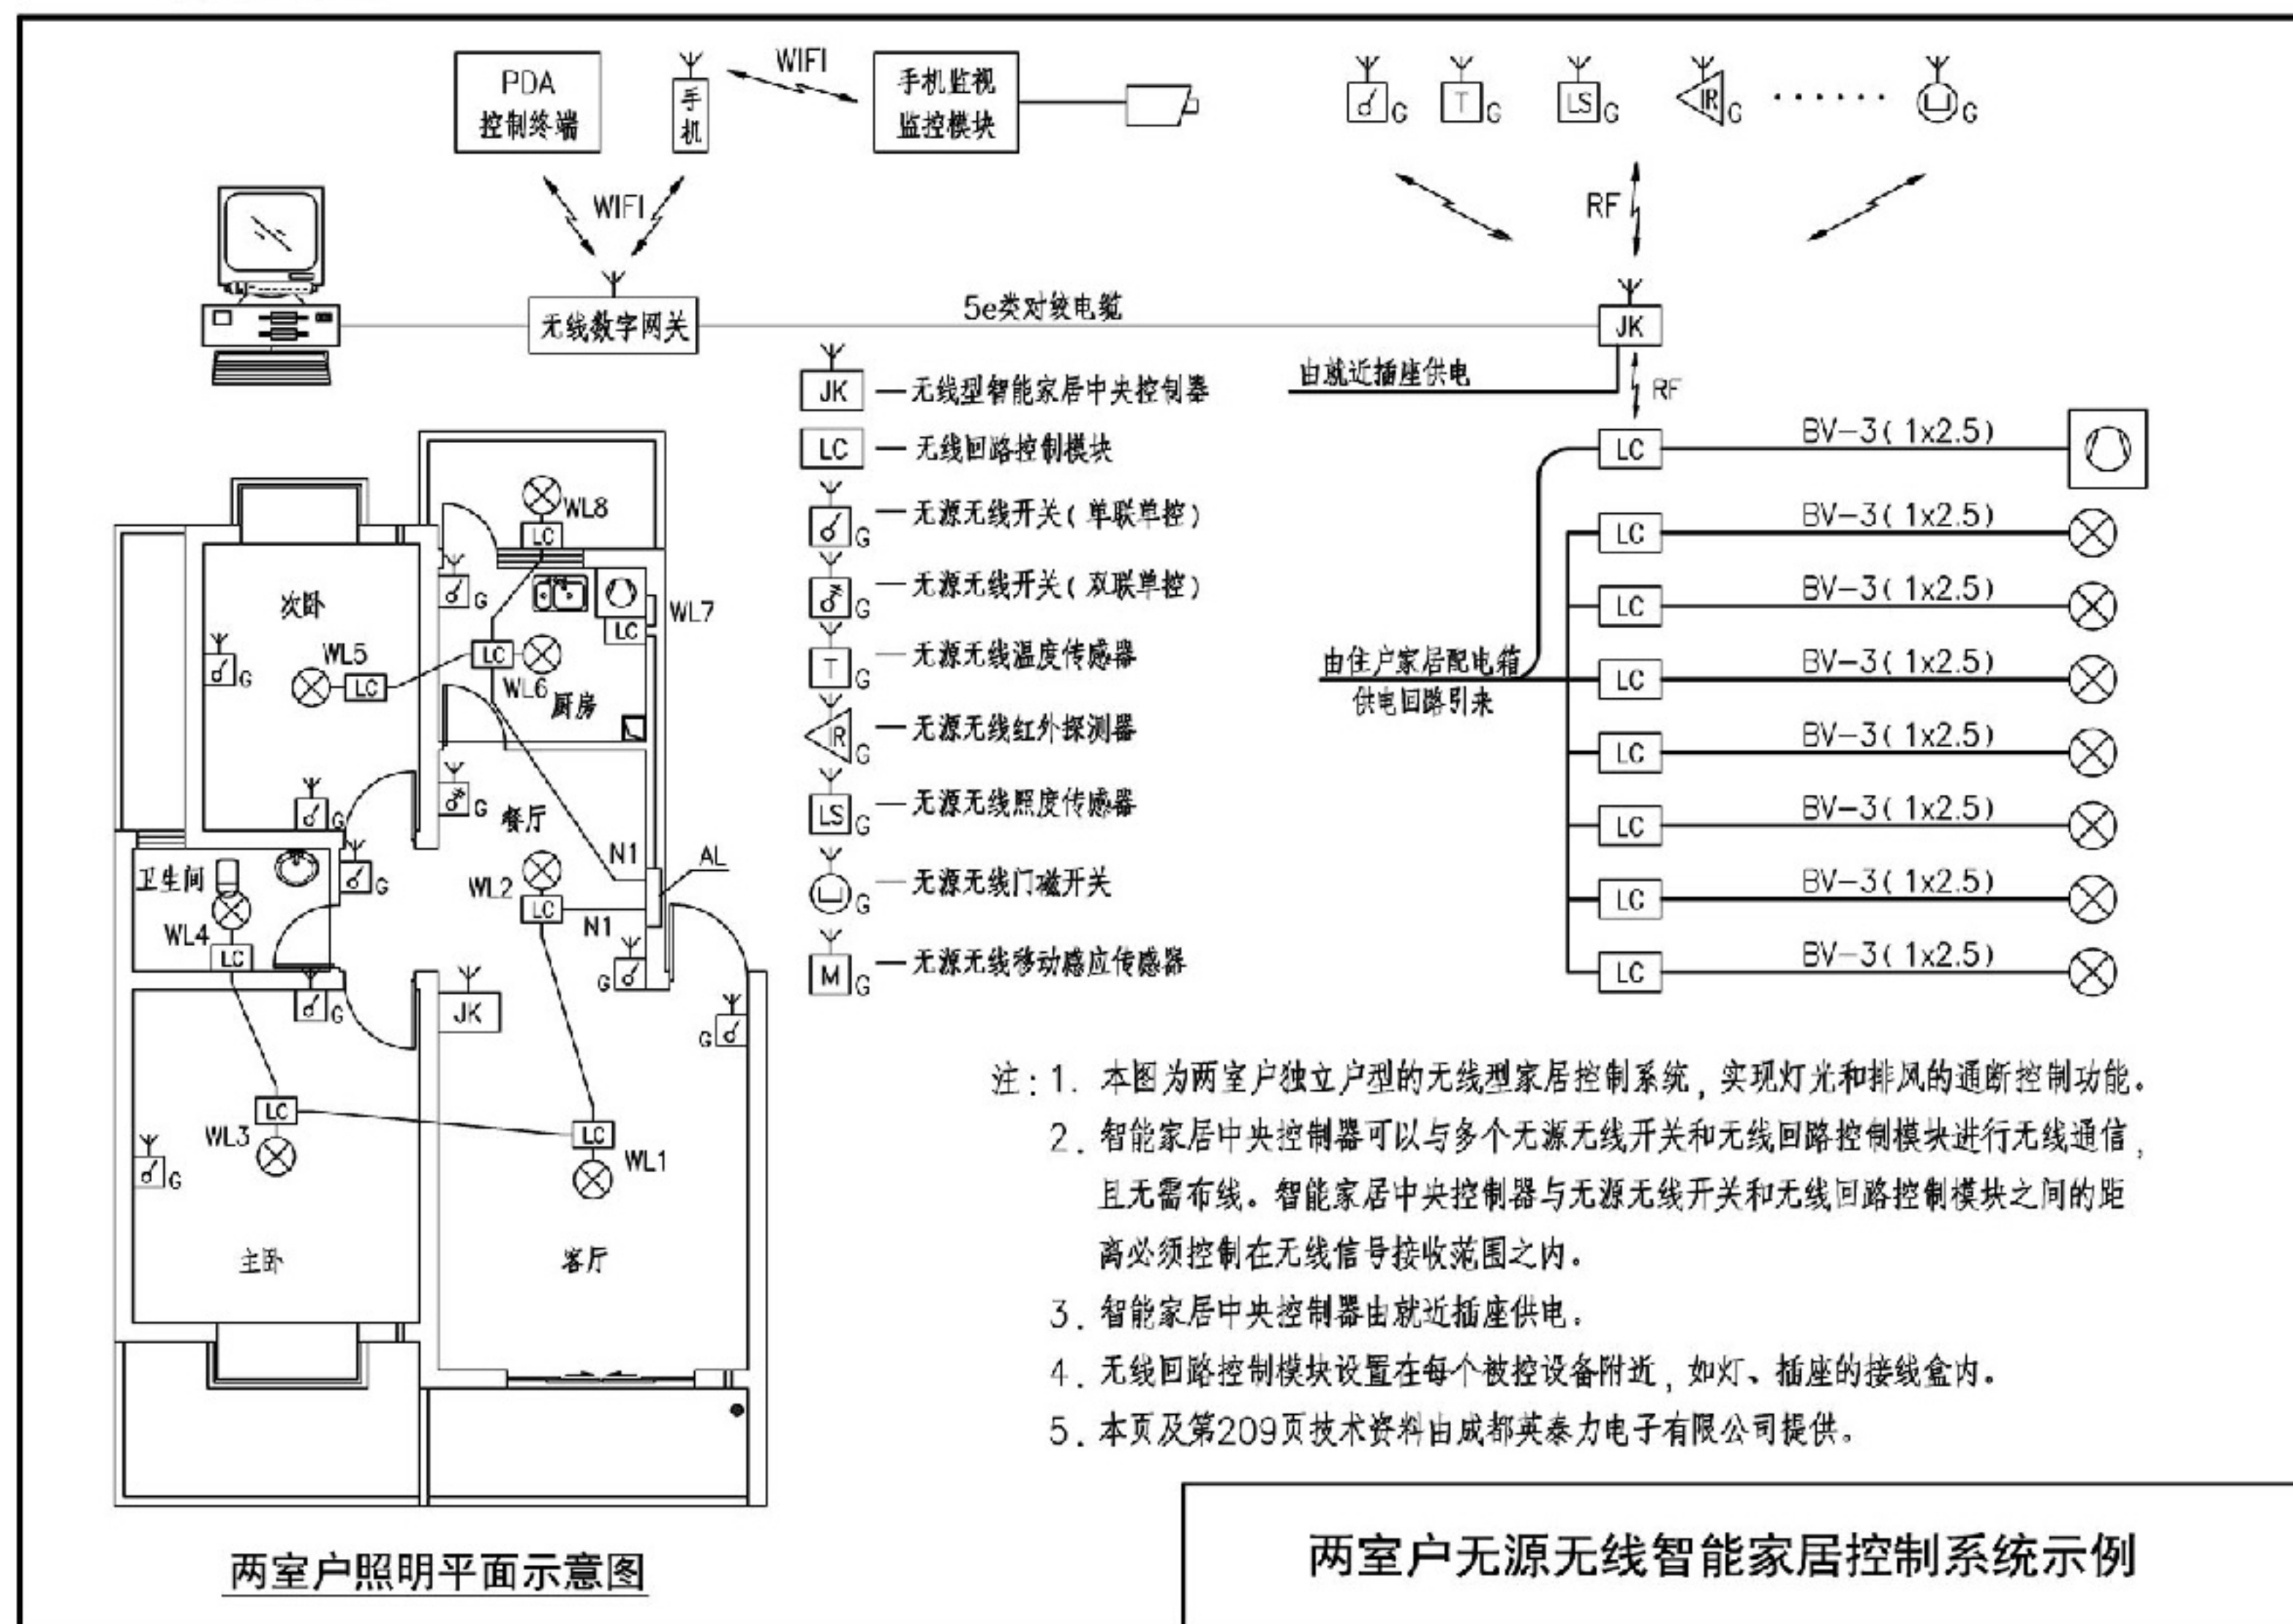 PDA
控制终端
手机
WIFI
手机监视
监控模块
G
T G
LS G
IR G
······
G
WIFI
RF
无线数字网关
5e类对绞电缆
JK
由就近插座供电
RF
JK — 无线型智能家居中央控制器
LC — 无线回路控制模块
G — 无源无线开关(单联单控)
G — 无源无线开关(双联单控)
T G — 无源无线温度传感器
IR G — 无源无线红外探测器
LS G — 无源无线照度传感器
G — 无源无线门磁开关
M G — 无源无线移动感应传感器
LC BV-3(1x2.5)
LC BV-3(1x2.5)
LC BV-3(1x2.5)
LC BV-3(1x2.5)
LC BV-3(1x2.5)
LC BV-3(1x2.5)
LC BV-3(1x2.5)
LC BV-3(1x2.5)
由住户家居配电箱
供电回路引来
WL8
LC
G
次卧
WL7
LC
G
WL5
LC
LC
WL6
厨房
G
G
餐厅
N1
AL
卫生间
G
WL2
LC
N1
WL4
LC
G
G
JK
G
LC
WL3
LC
WL1
G
主卧
客厅
两室户照明平面示意图
注：1. 本图为两室户独立户型的无线型家居控制系统，实现灯光和排风的通断控制功能。
2. 智能家居中央控制器可以与多个无源无线开关和无线回路控制模块进行无线通信，
且无需布线。智能家居中央控制器与无源无线开关和无线回路控制模块之间的距
离必须控制在无线信号接收范围之内。
3. 智能家居中央控制器由就近插座供电。
4. 无线回路控制模块设置在每个被控设备附近，如灯、插座的接线盒内。
5. 本页及第209页技术资料由成都英泰力电子有限公司提供。
两室户无源无线智能家居控制系统示例